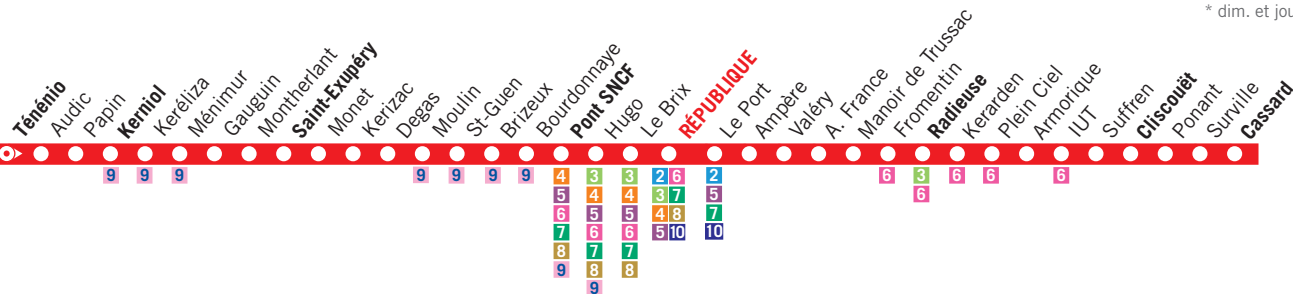 * dim. et jou
Ténénio
Audic
Papin
Kerniol
Keréliza
Ménimur
Gauguin
Montherlant
Saint-Exupéry
Monet
Kerizac
Degas
Moulin
St-Guen
Brizeux
Bourdonnaye
Pont SNCF
Hugo
Le Brix
RÉPUBLIQUE
Le Port
Ampère
Valéry
A. France
Manoir de Trussac
Fromentin
Radieuse
Kerarden
Plein Ciel
Armorique
IUT
Suffren
Cliscouët
Ponant
Surville
Cassard
9 9 9 9 9 9 9 4 3 3 2 6 2 6 3 6 6 6
5 4 4 3 7 5 6
6 5 5 4 8 7
7 6 6 5 10 10
8 7 7
9 8 8
9